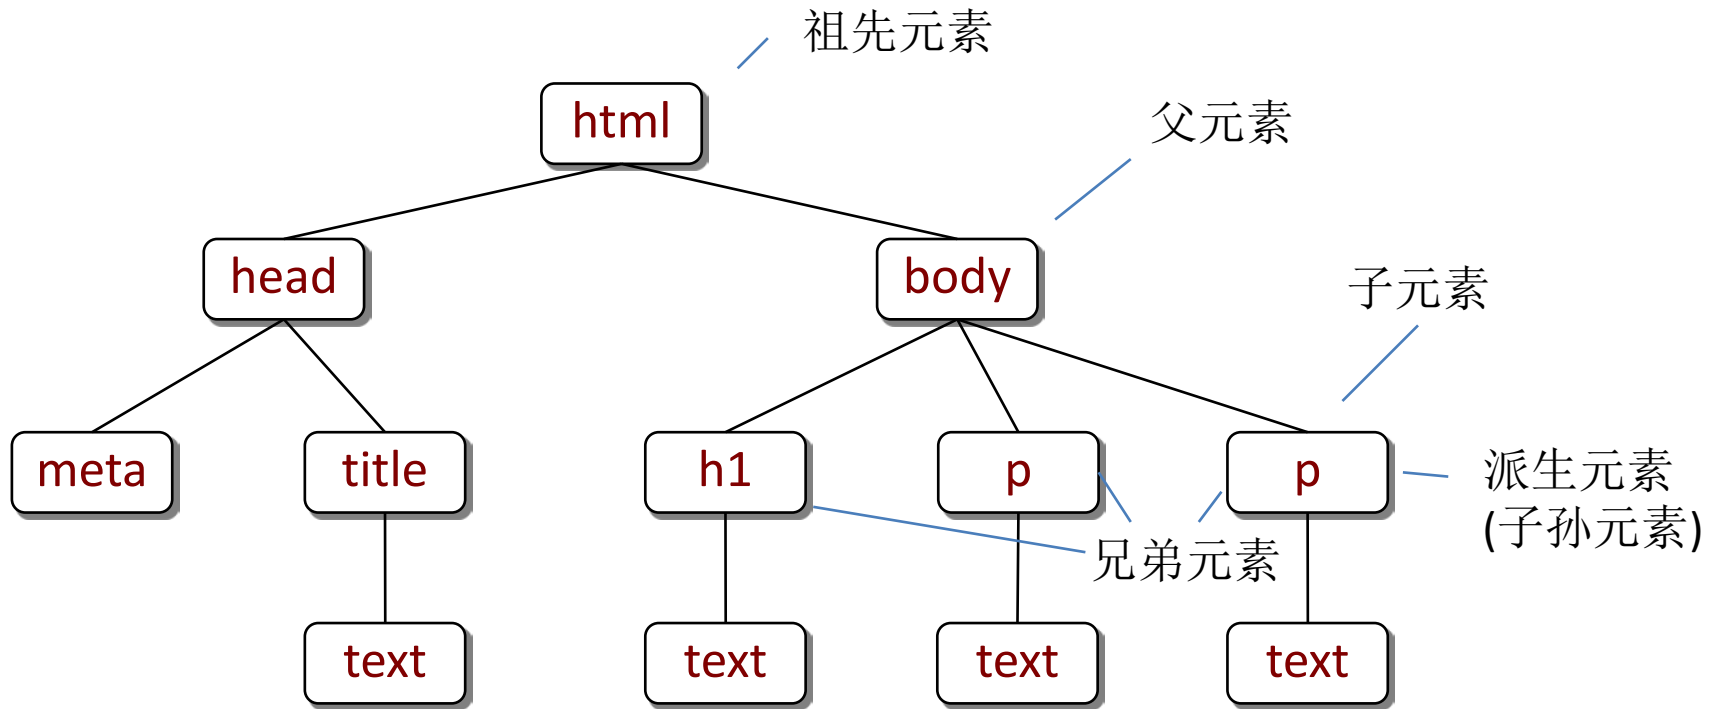 祖先元素
html
父元素
head
body
子元素
meta
title
h1
p
p
派生元素
(子孙元素)
兄弟元素
text
text
text
text